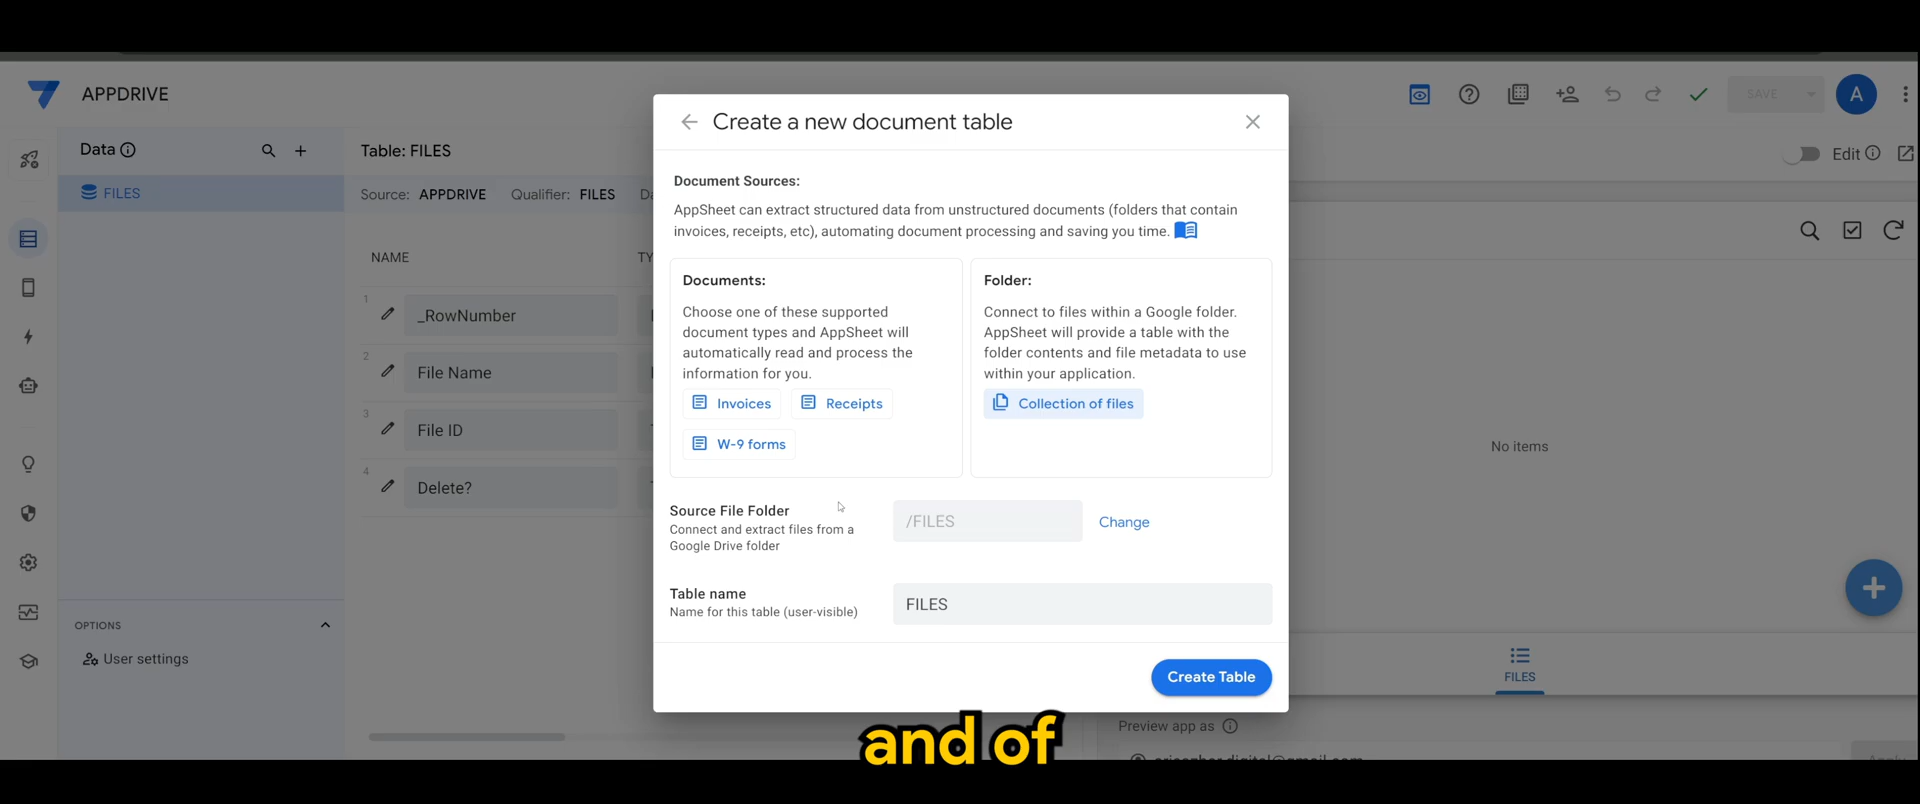 APPDRIVE
SAVE
A
Data
Table: FILES
Edit
FILES
Source: APPDRIVE Qualifier: FILES
NAME
1
_RowNumber
2
File Name
3
File ID
4
Delete?
OPTIONS
User settings
Create a new document table
Document Sources:
AppSheet can extract structured data from unstructured documents (folders that contain
invoices, receipts, etc), automating document processing and saving you time.
Documents:
Choose one of these supported
document types and AppSheet will
automatically read and process the
information for you.
Invoices Receipts
W-9 forms
Folder:
Connect to files within a Google folder.
AppSheet will provide a table with the
folder contents and file metadata to use
within your application.
Collection of files
Source File Folder
Connect and extract files from a
Google Drive folder
/FILES
Change
Table name
Name for this table (user-visible)
FILES
Create Table
No items
FILES
Preview app as
and of